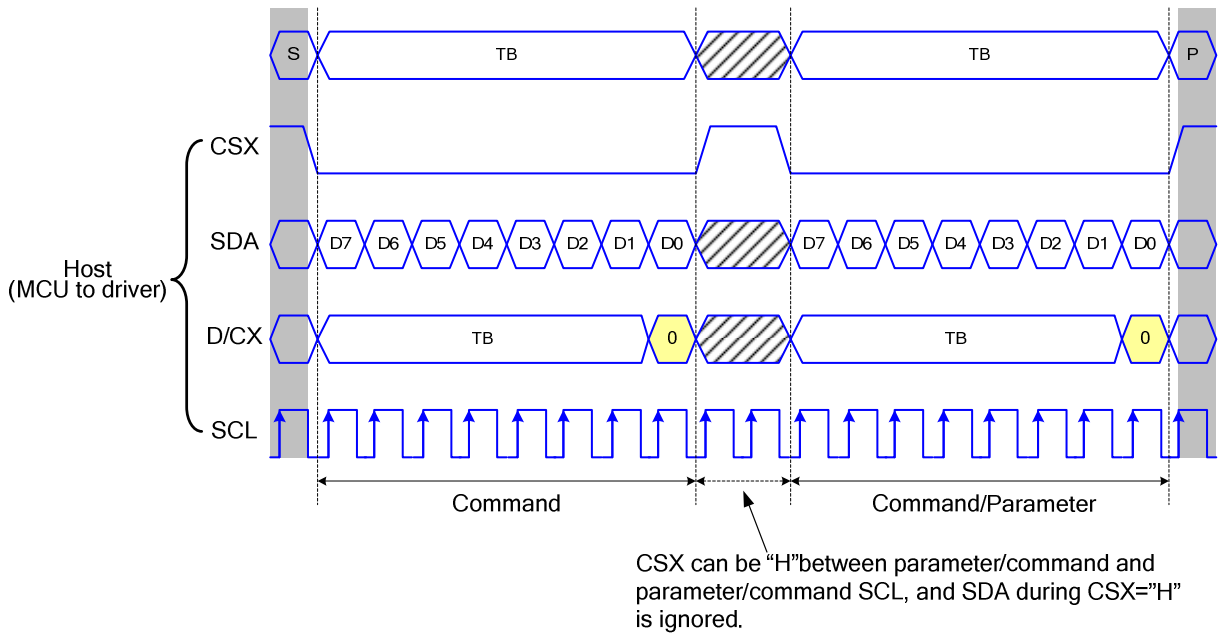 S TB TB P
CSX
SDA D7 D6 D5 D4 D3 D2 D1 D0 D7 D6 D5 D4 D3 D2 D1 D0
Host
(MCU to driver)
D/CX TB 0 TB 0
SCL
Command Command/Parameter
CSX can be “H”between parameter/command and
parameter/command SCL, and SDA during CSX=”H”
is ignored.